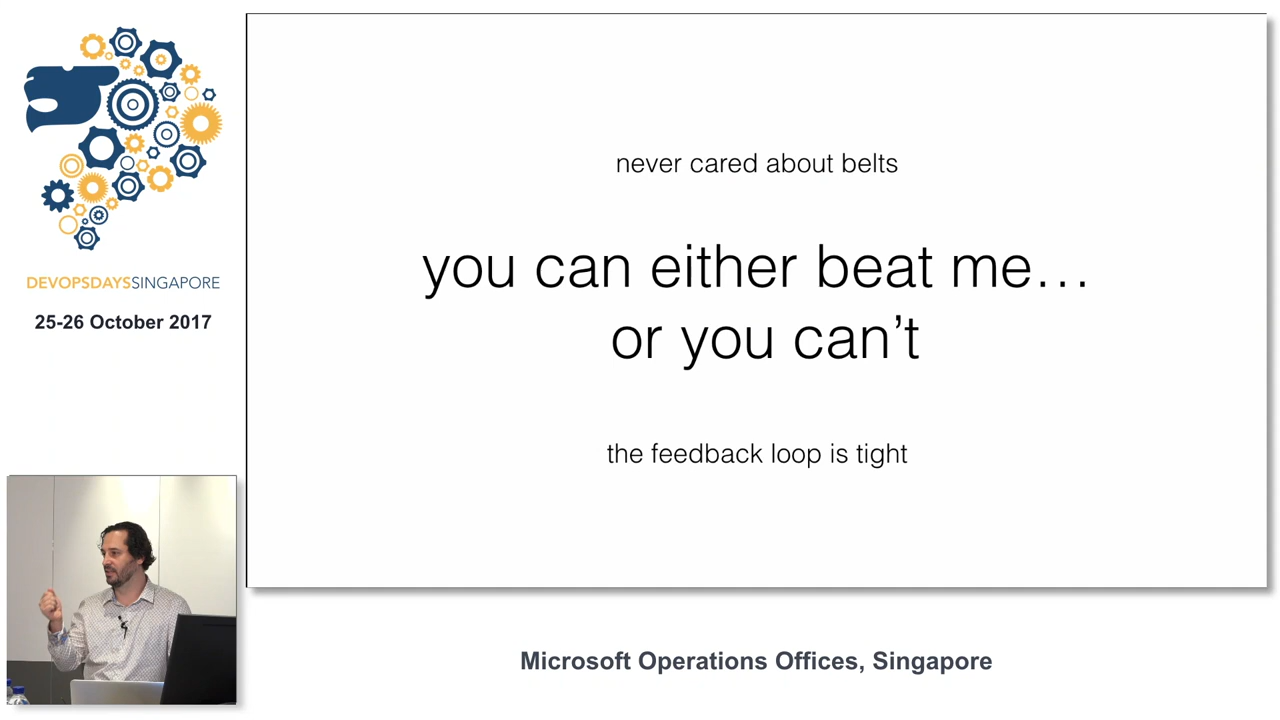 DEVOPSDAYSSINGAPORE
25-26 October 2017
never cared about belts
you can either beat me…
or you can’t
the feedback loop is tight
Microsoft Operations Offices, Singapore